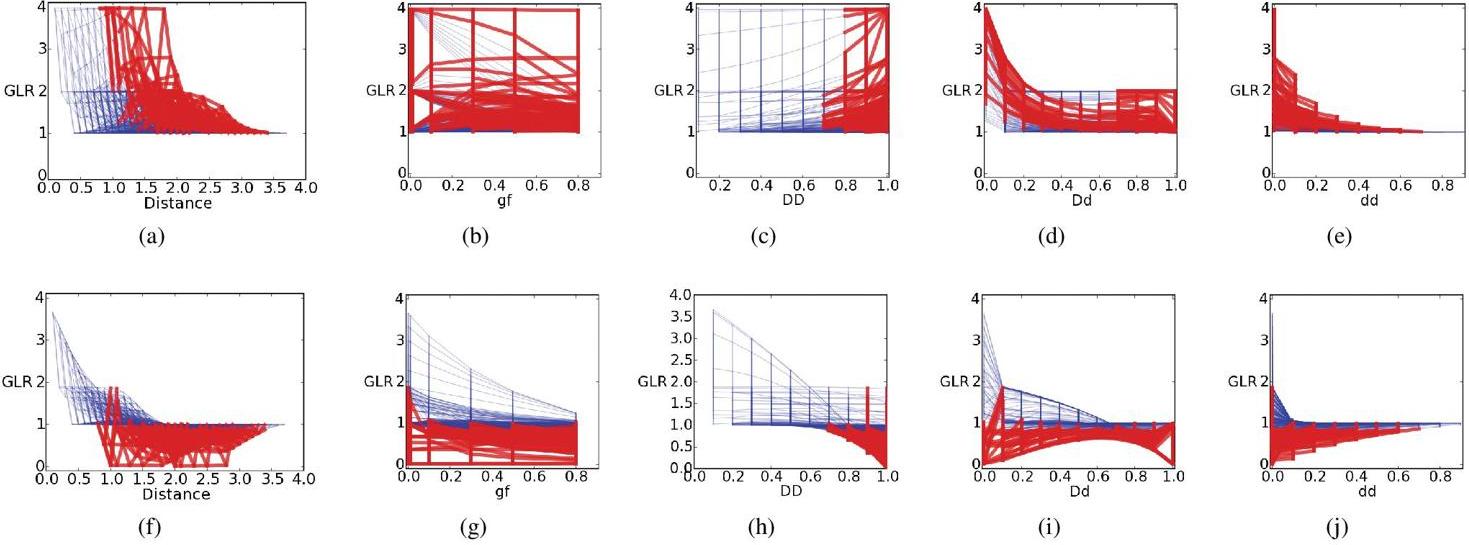 4 4 4 4 4
3 3 3 3 3
GLR 2 GLR 2 GLR 2 GLR 2 GLR 2
1 1 1 1 1
0 0 0 0 0
0.0 0.5 1.0 1.5 2.0 2.5 3.0 3.5 4.0 0.0 0.2 0.4 0.6 0.8 0.2 0.4 0.6 0.8 1.0 0.0 0.2 0.4 0.6 0.8 1.0 0.0 0.2 0.4 0.6 0.8
Distance gf DD Dd dd
(a) (b) (c) (d) (e)
4 4 4.0 4 4
3.5
3 3 3.0 3 3
2.5
GLR 2 GLR 2 GLR 2.0 GLR 2 GLR 2
1.5
1 1 1.0 1 1
0.5
0 0 0.0 0 0
0.0 0.5 1.0 1.5 2.0 2.5 3.0 3.5 4.0 0.0 0.2 0.4 0.6 0.8 0.0 0.2 0.4 0.6 0.8 1.0 0.0 0.2 0.4 0.6 0.8 1.0 0.0 0.2 0.4 0.6 0.8
Distance gf DD Dd dd
(f) (g) (h) (i) (j)